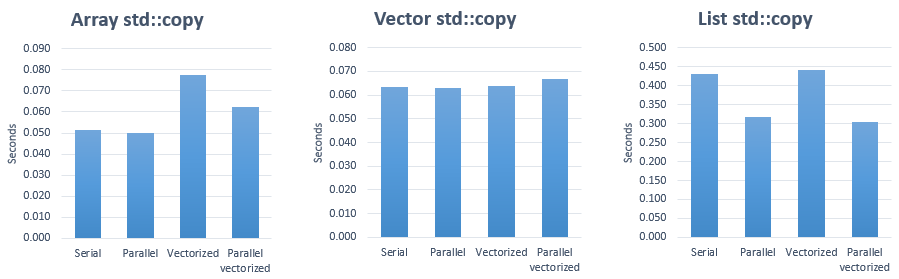 Array std::copy
0.090
0.080
0.070
0.060
0.050
0.040
0.030
0.020
0.010
0.000
Seconds
Serial
Parallel
Vectorized
Parallel
vectorized
Vector std::copy
0.080
0.070
0.060
0.050
0.040
0.030
0.020
0.010
0.000
Seconds
Serial
Parallel
Vectorized
Parallel
vectorized
List std::copy
0.500
0.450
0.400
0.350
0.300
0.250
0.200
0.150
0.100
0.050
0.000
Seconds
Serial
Parallel
Vectorized
Parallel
vectorized